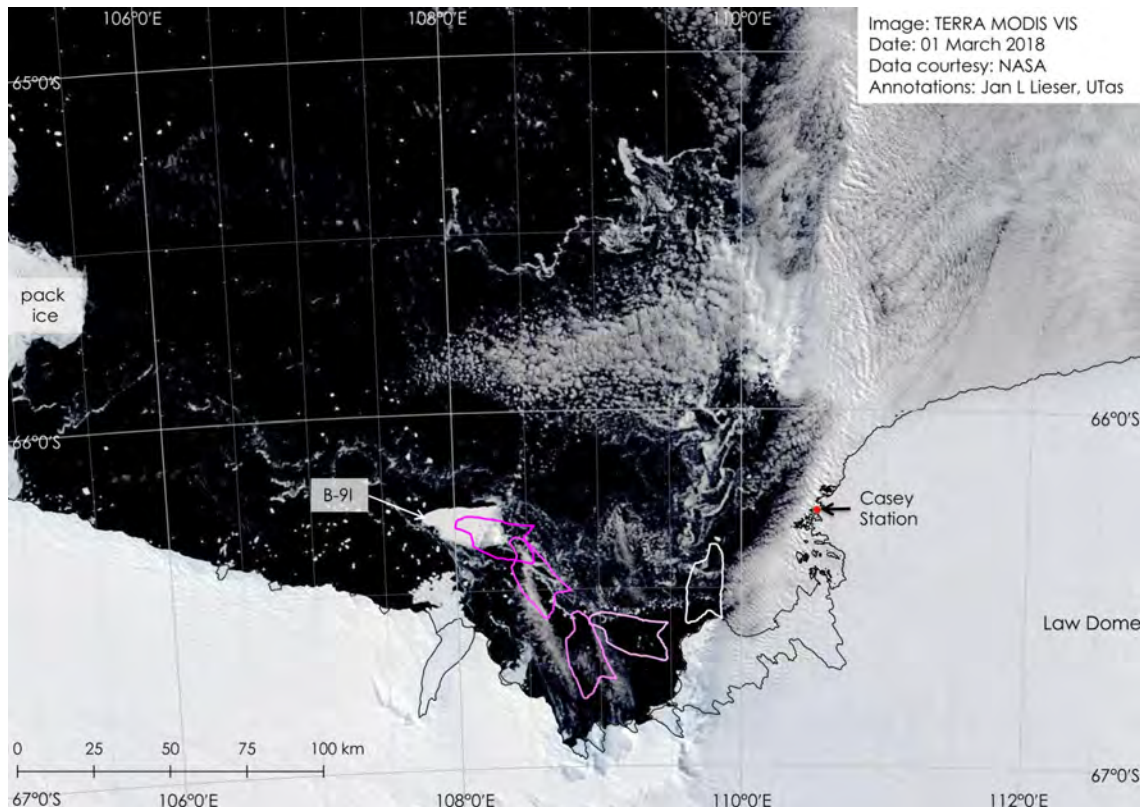 106°0'E
108°0'E
110°0'E
Image: TERRA MODIS VIS
Date: 01 March 2018
Data courtesy: NASA
Annotations: Jan L Lieser, UTas
65°0'S
pack
ice
66°0'S
66°0'S
B-9I
Casey
Station
Law Dome
0 25 50 75 100 km
67°0'S
67°0'S
106°0'E
108°0'E
110°0'E
112°0'E